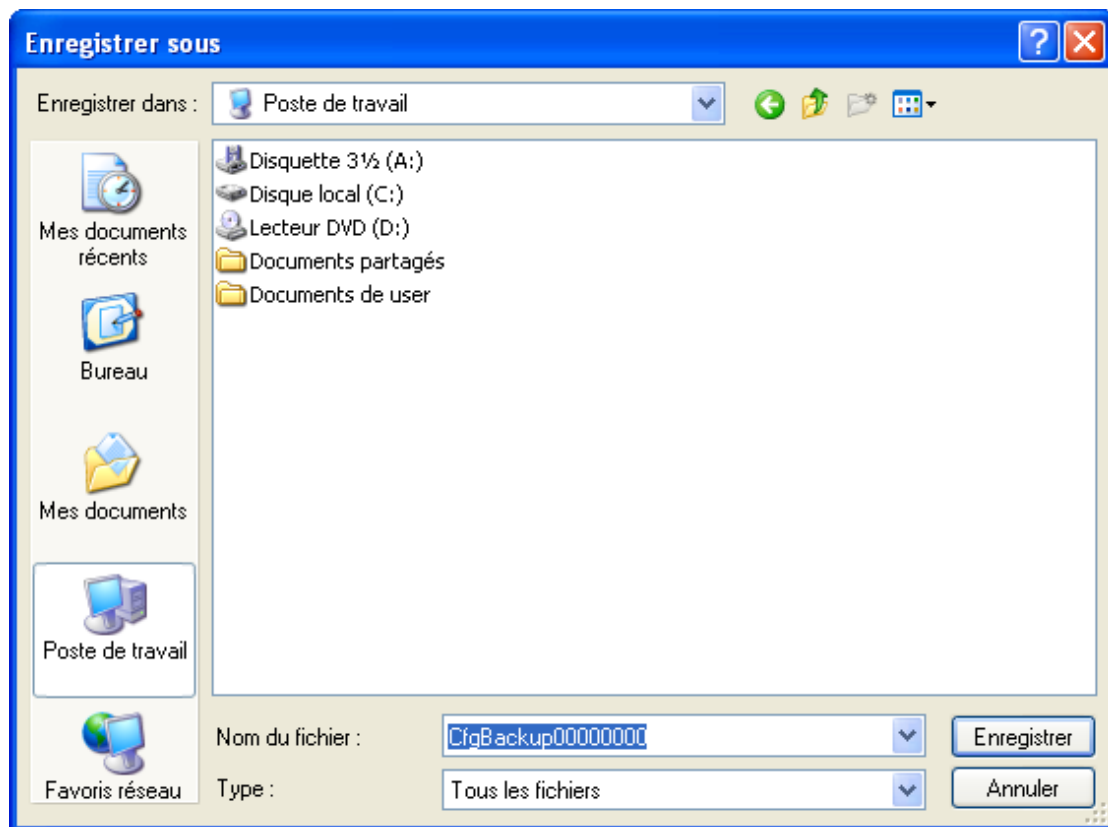 Enregistrer sous
Enregistrer dans :
Poste de travail
Disquette 3½ (A:)
Disque local (C:)
Lecteur DVD (D:)
Documents partagés
Documents de user
Mes documents
récents
Bureau
Mes documents
Poste de travail
Favoris réseau
Nom du fichier :
CfgBackup00000000
Enregistrer
Type :
Tous les fichiers
Annuler